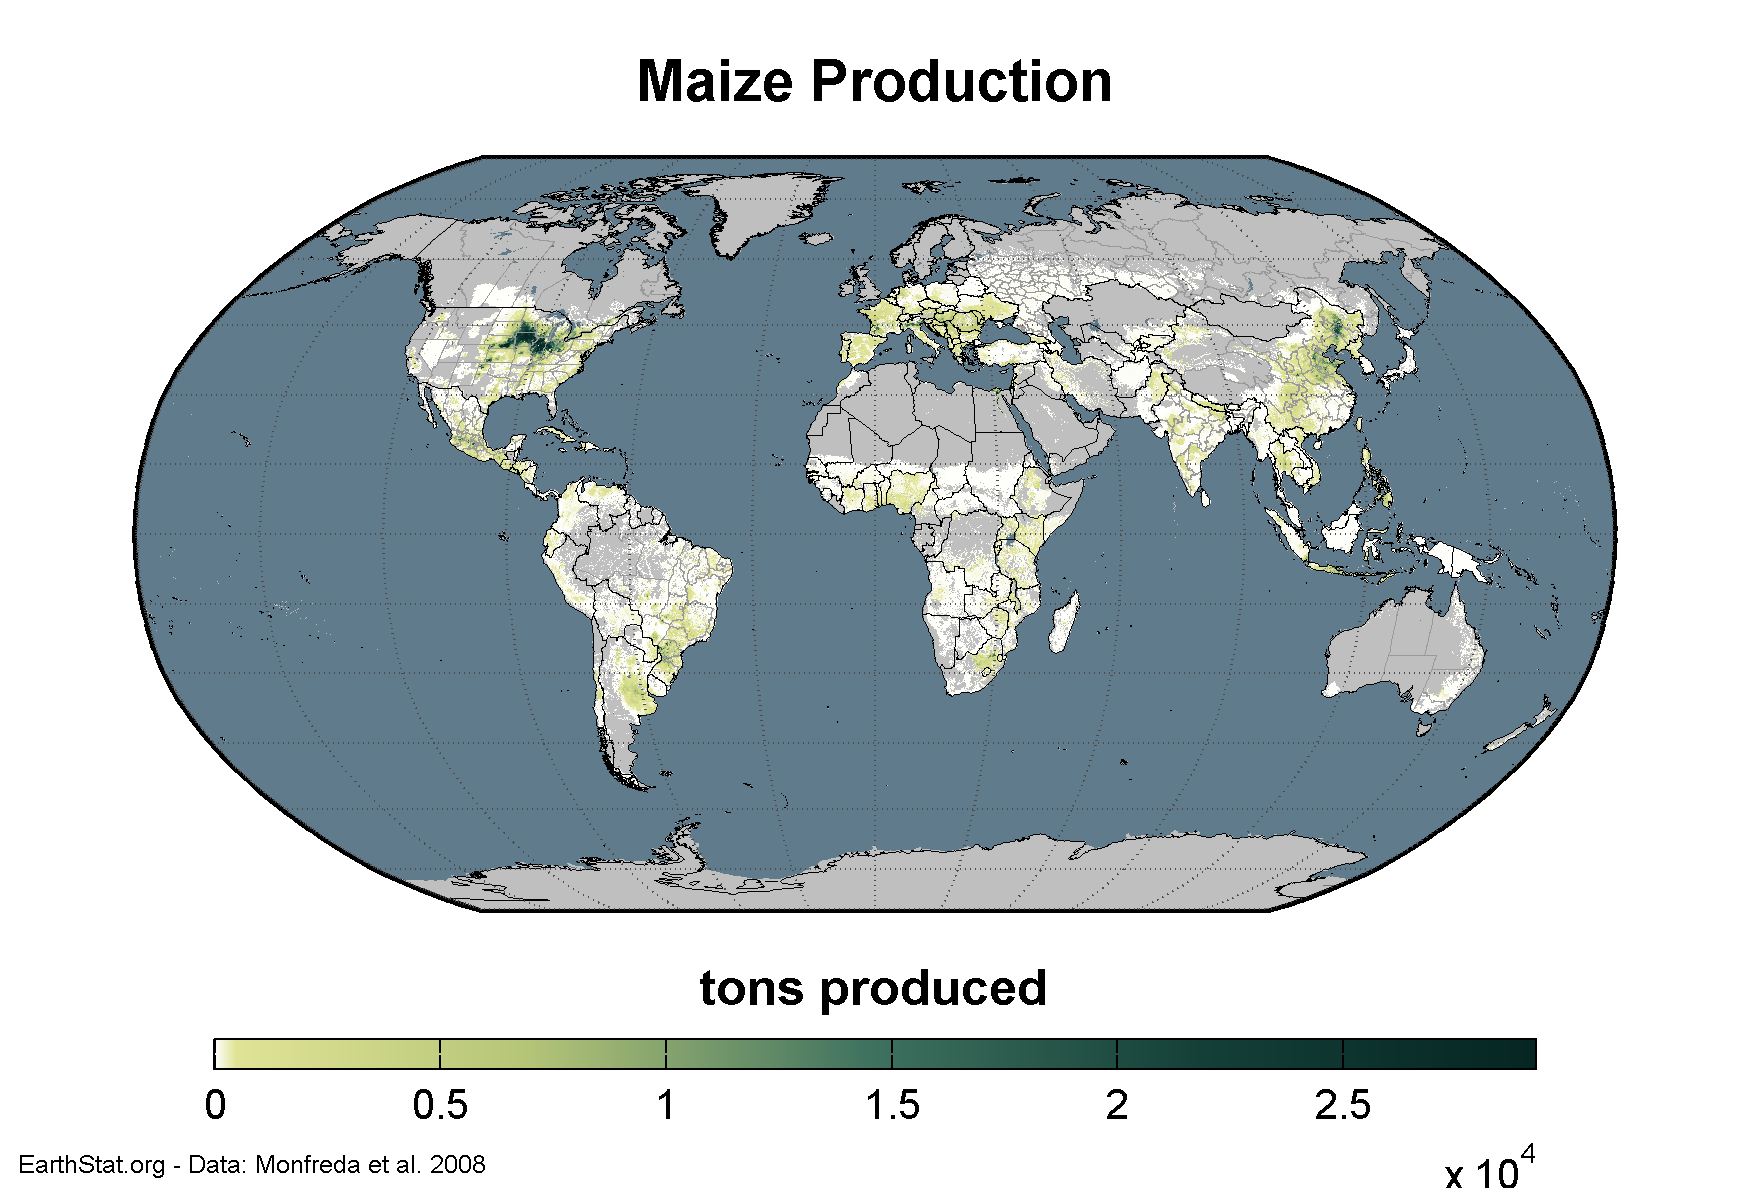 Maize Production
tons produced
0 0.5 1 1.5 2 2.5
x 10^4
EarthStat.org - Data: Monfreda et al. 2008